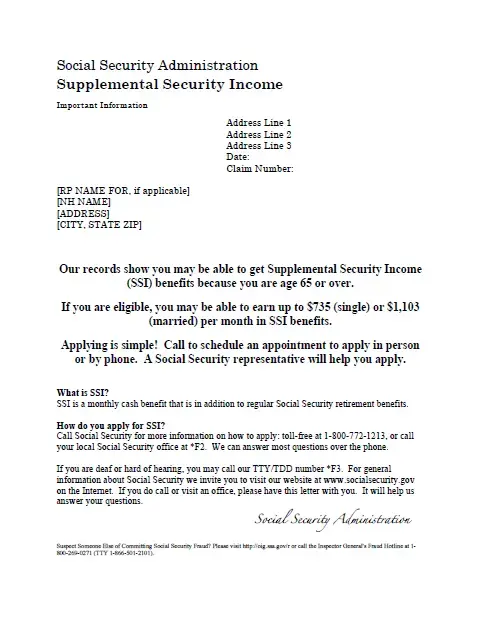 Social Security Administration
Supplemental Security Income
Important Information
Address Line 1
Address Line 2
Address Line 3
Date:
Claim Number:
[RP NAME FOR, if applicable]
[NH NAME]
[ADDRESS]
[CITY, STATE ZIP]
Our records show you may be able to get Supplemental Security Income
(SSI) benefits because you are age 65 or over.
If you are eligible, you may be able to earn up to $735 (single) or $1,103
(married) per month in SSI benefits.
Applying is simple!  Call to schedule an appointment to apply in person
or by phone.  A Social Security representative will help you apply.
What is SSI?
SSI is a monthly cash benefit that is in addition to regular Social Security retirement benefits.
How do you apply for SSI?
Call Social Security for more information on how to apply: toll-free at 1-800-772-1213, or call
your local Social Security office at *F2.  We can answer most questions over the phone.
If you are deaf or hard of hearing, you may call our TTY/TDD number *F3.  For general
information about Social Security we invite you to visit our website at www.socialsecurity.gov
on the Internet.  If you do call or visit an office, please have this letter with you.  It will help us
answer your questions.
Social Security Administration
Suspect Someone Else of Committing Social Security Fraud? Please visit http://oig.ssa.gov/r or call the Inspector General's Fraud Hotline at 1-
800-269-0271 (TTY 1-866-501-2101).